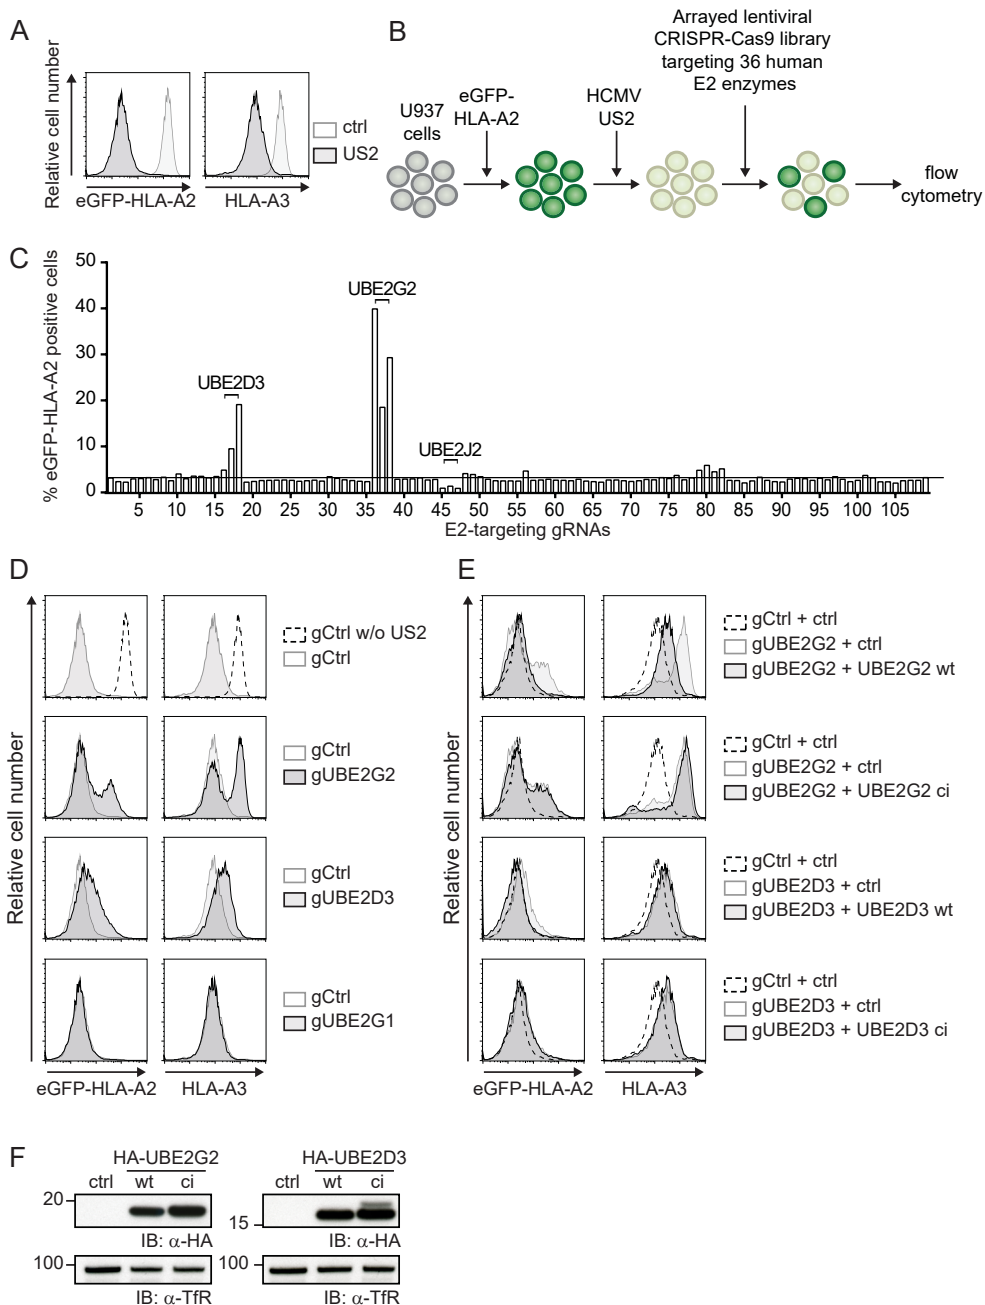 A
Relative cell number
eGFP-HLA-A2
HLA-A3
ctrl
US2
B
U937
cells
eGFP-
HLA-A2
HCMV
US2
Arrayed lentiviral
CRISPR-Cas9 library
targeting 36 human
E2 enzymes
flow
cytometry
C
% eGFP-HLA-A2 positive cells
50
40
30
20
10
0
UBE2D3
UBE2G2
UBE2J2
5 10 15 20 25 30 35 40 45 50 55 60 65 70 75 80 85 90 95 100 105
E2-targeting gRNAs
D
Relative cell number
gCtrl w/o US2
gCtrl
gCtrl
gUBE2G2
gCtrl
gUBE2D3
gCtrl
gUBE2G1
eGFP-HLA-A2
HLA-A3
E
Relative cell number
gCtrl + ctrl
gUBE2G2 + ctrl
gUBE2G2 + UBE2G2 wt
gCtrl + ctrl
gUBE2G2 + ctrl
gUBE2G2 + UBE2G2 ci
gCtrl + ctrl
gUBE2D3 + ctrl
gUBE2D3 + UBE2D3 wt
gCtrl + ctrl
gUBE2D3 + ctrl
gUBE2D3 + UBE2D3 ci
eGFP-HLA-A2
HLA-A3
F
HA-UBE2G2
ctrl wt ci
20
IB: α-HA
100
IB: α-TfR
HA-UBE2D3
ctrl wt ci
15
IB: α-HA
100
IB: α-TfR